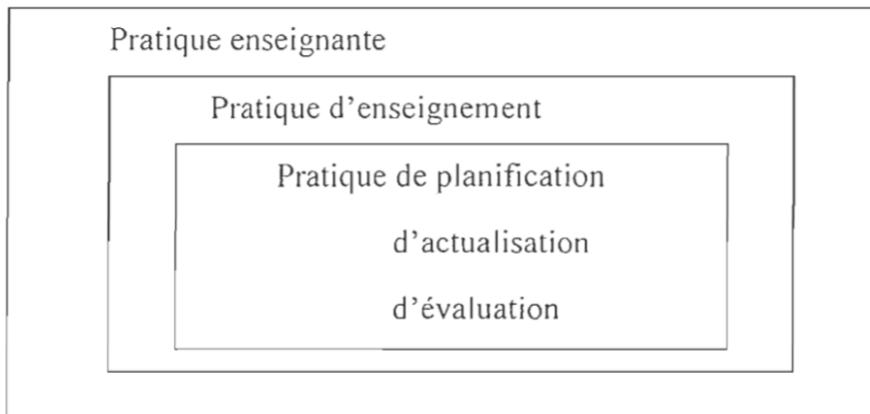 Pratique enseignante
Pratique d’enseignement
Pratique de planification
d’actualisation
d’évaluation